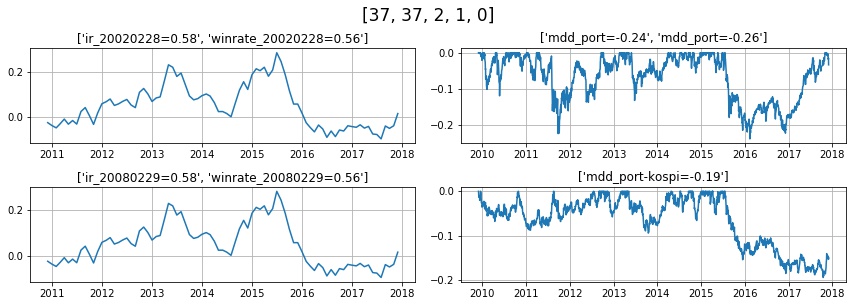 [37, 37, 2, 1, 0]
['ir_20020228=0.58', 'winrate_20020228=0.56']
0.2
0.0
2011 2012 2013 2014 2015 2016 2017 2018
['mdd_port=-0.24', 'mdd_port=-0.26']
0.0
−0.1
−0.2
2010 2011 2012 2013 2014 2015 2016 2017 2018
['ir_20080229=0.58', 'winrate_20080229=0.56']
0.2
0.0
2011 2012 2013 2014 2015 2016 2017 2018
['mdd_port-kospi=-0.19']
0.0
−0.1
−0.2
2010 2011 2012 2013 2014 2015 2016 2017 2018